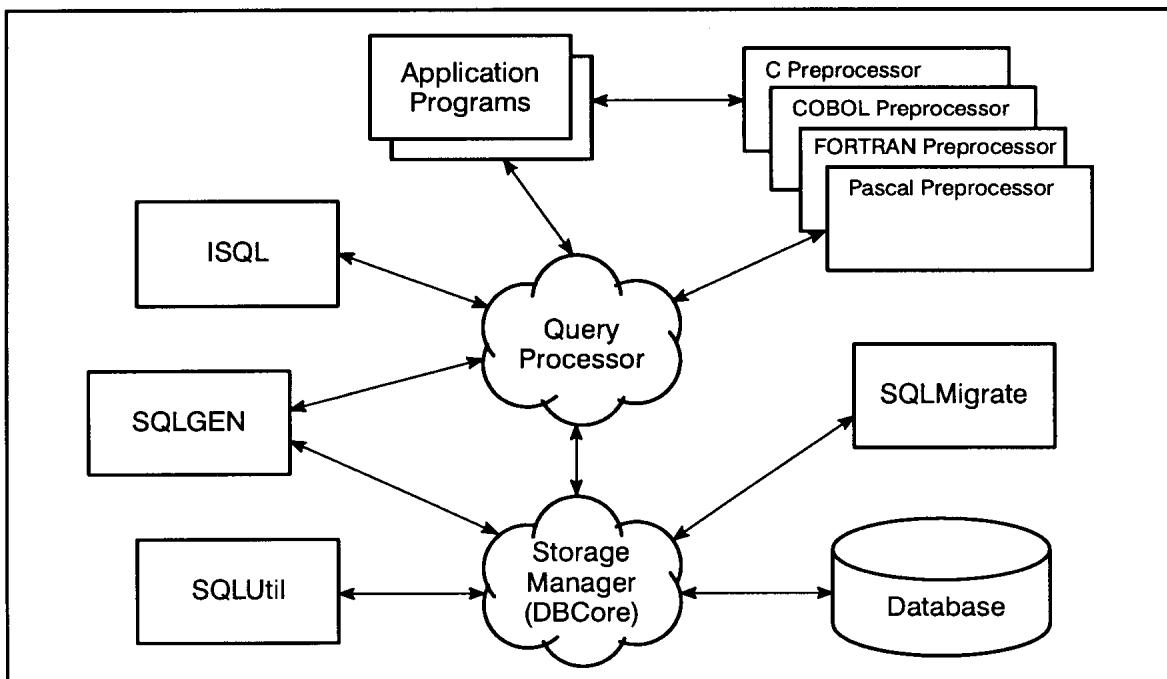 Application
Programs
C Preprocessor
COBOL Preprocessor
FORTRAN Preprocessor
Pascal Preprocessor
ISQL
Query
Processor
SQLGEN
SQLMigrate
Storage
Manager
(DBCore)
SQLUtil
Database